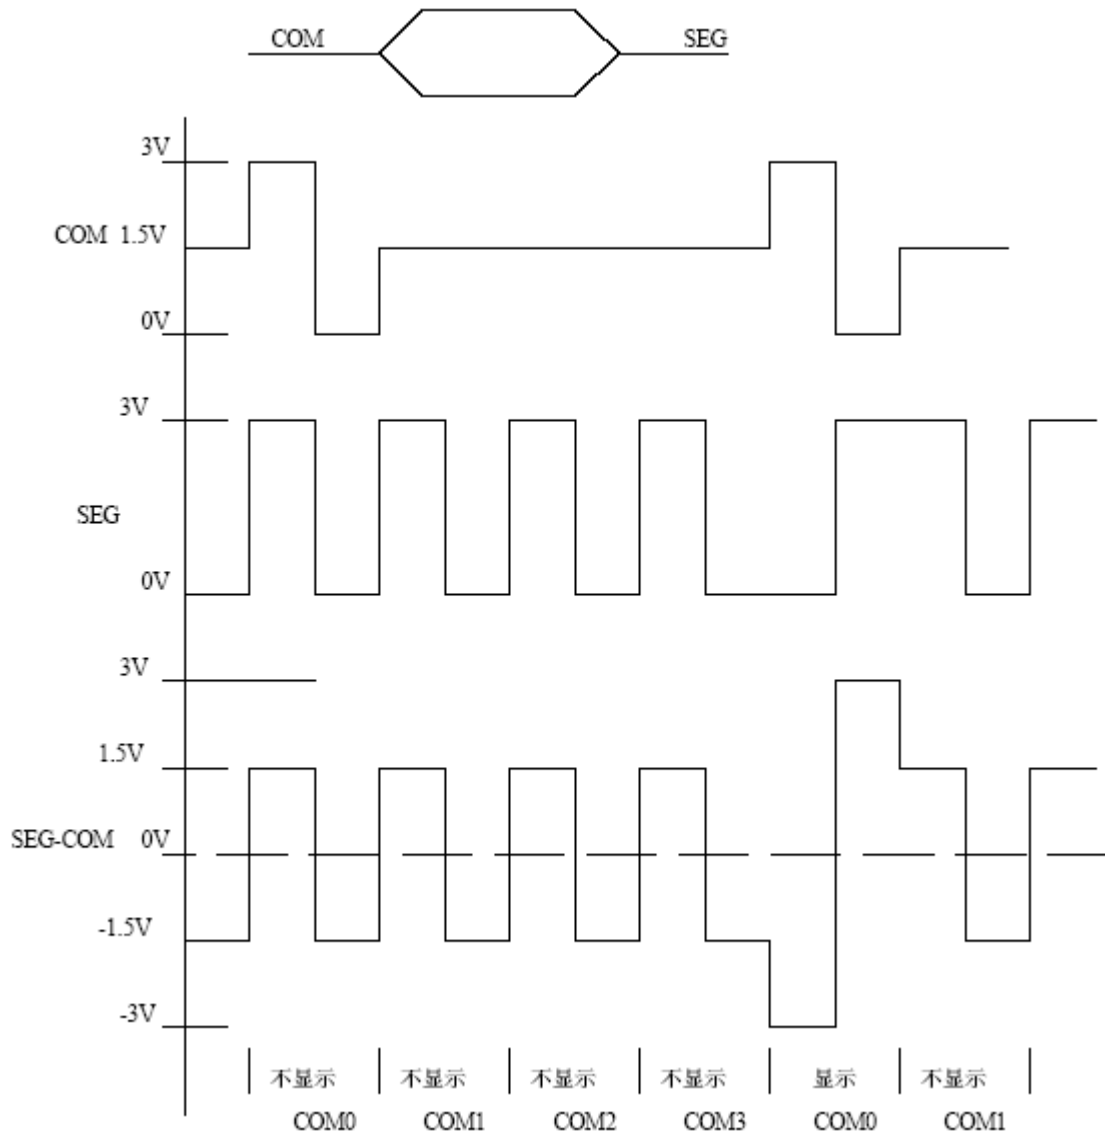 COM SEG
3V
COM 1.5V
0V
3V
SEG
0V
3V
1.5V
SEG-COM 0V
-1.5V
-3V
不显示 不显示 不显示 不显示 显示 不显示
COM0 COM1 COM2 COM3 COM0 COM1